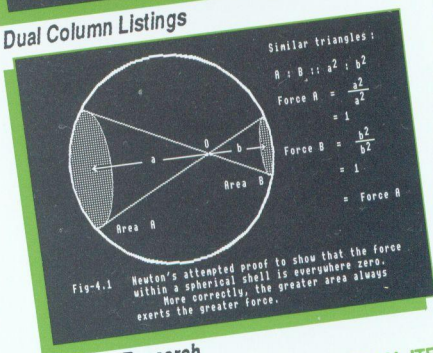 Dual Column Listings
Similar triangles:
A : B :: a² : b²
Force A = a²/a²
= 1
Force B = b²/b²
= 1
= Force A
O
a
b
Area B
Area A
Fig-4.1 Newton's attempted proof to show that the force
within a spherical shell is everywhere zero.
More correctly, the greater area always
exerts the greater force.